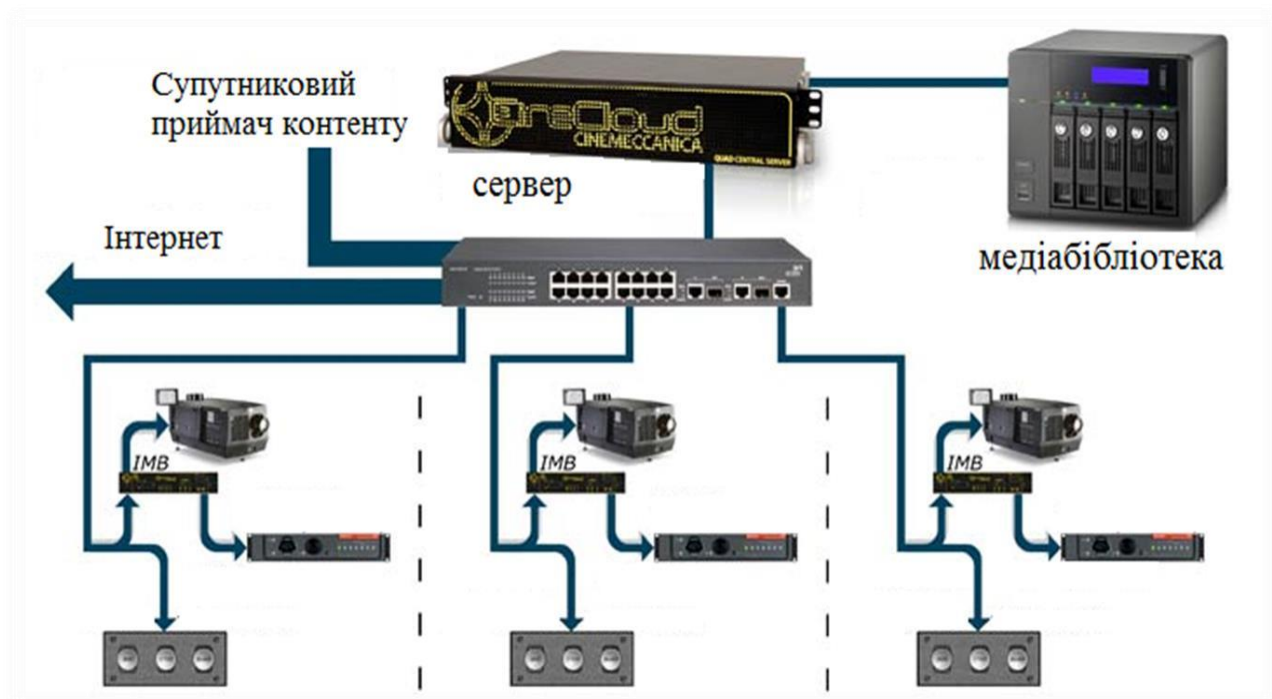 Супутниковий
приймач контенту
CineCloud
CINEMECCANICA
QUAD CENTRAL SERVER
сервер
Інтернет
медіабібліотека
IMB
IMB
IMB